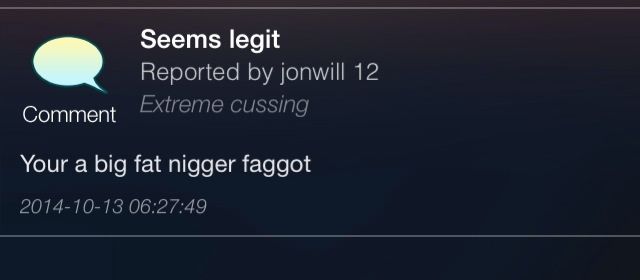 Seems legit
Reported by jonwill 12
Extreme cussing
Comment
Your a big fat nigger faggot
2014-10-13 06:27:49